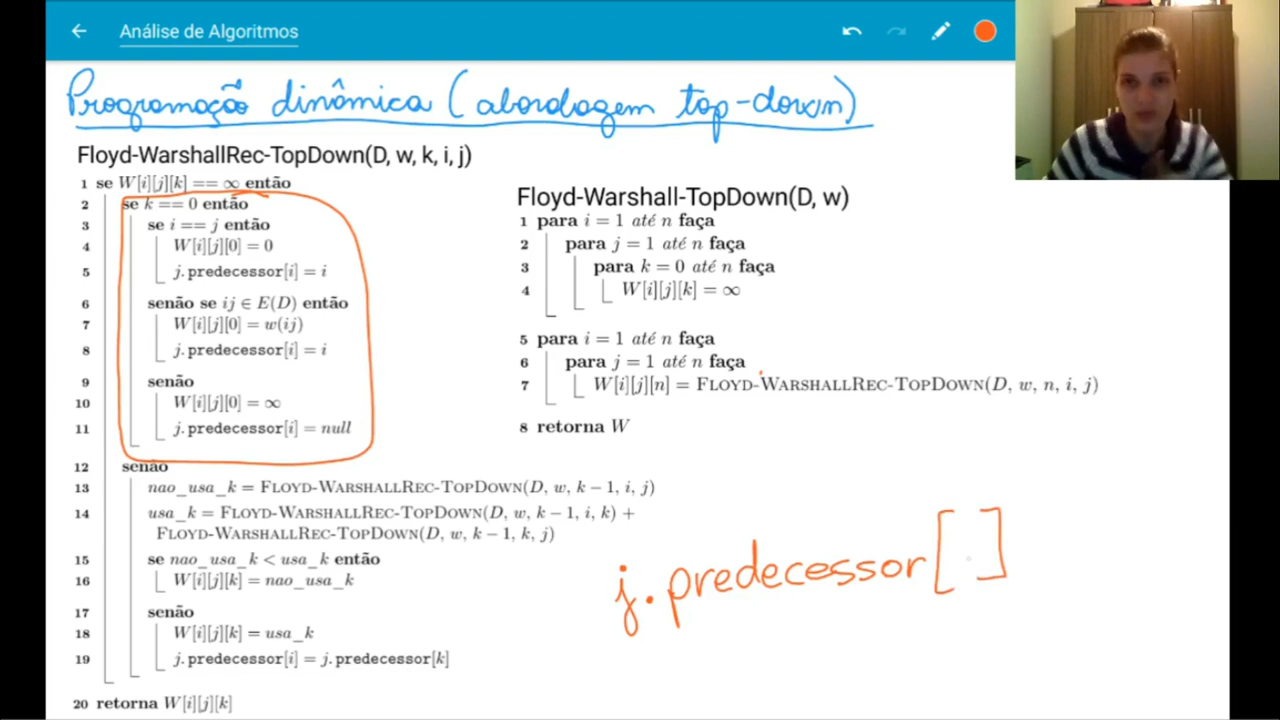 Análise de Algoritmos
Programação dinâmica (abordagem top-down)
Floyd-WarshallRec-TopDown(D, w, k, i, j)
1 se W[i][j][k] == ∞ então
2 se k == 0 então
3 se i == j então
4 W[i][j][0] = 0
5 j.predecessor[i] = i
6 senão se ij ∈ E(D) então
7 W[i][j][0] = w(ij)
8 j.predecessor[i] = i
9 senão
10 W[i][j][0] = ∞
11 j.predecessor[i] = null
12 senão
13 nao_usa_k = FLOYD-WARSHALLREC-TOPDOWN(D, w, k − 1, i, j)
14 usa_k = FLOYD-WARSHALLREC-TOPDOWN(D, w, k − 1, i, k) +
FLOYD-WARSHALLREC-TOPDOWN(D, w, k − 1, k, j)
15 se nao_usa_k < usa_k então
16 W[i][j][k] = nao_usa_k
17 senão
18 W[i][j][k] = usa_k
19 j.predecessor[i] = j.predecessor[k]
20 retorna W[i][j][k]
Floyd-Warshall-TopDown(D, w)
1 para i = 1 até n faça
2 para j = 1 até n faça
3 para k = 0 até n faça
4 W[i][j][k] = ∞
5 para i = 1 até n faça
6 para j = 1 até n faça
7 W[i][j][n] = FLOYD-WARSHALLREC-TOPDOWN(D, w, n, i, j)
8 retorna W
j.predecessor[ ]